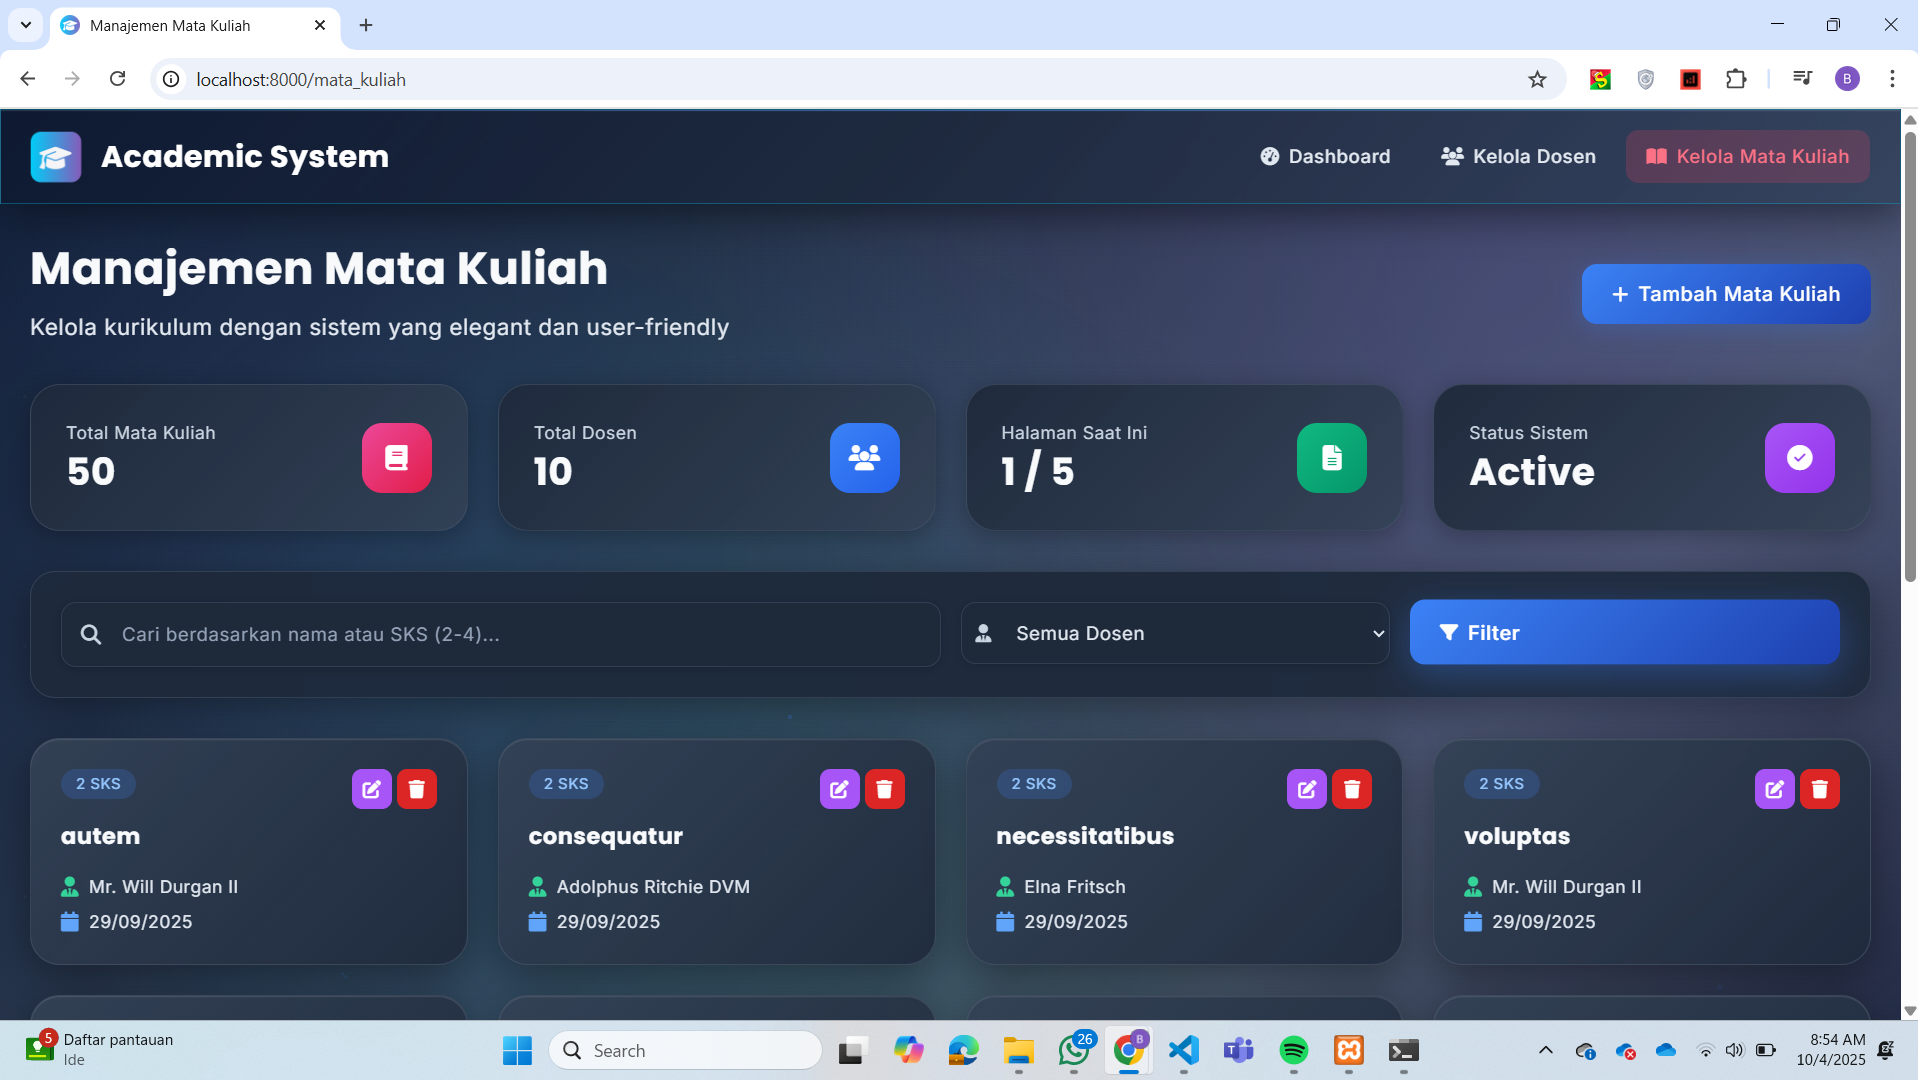 Manajemen Mata Kuliah
localhost:8000/mata_kuliah
B
Academic System
Dashboard
Kelola Dosen
Kelola Mata Kuliah
Manajemen Mata Kuliah
Kelola kurikulum dengan sistem yang elegant dan user-friendly
+ Tambah Mata Kuliah
Total Mata Kuliah
50
Total Dosen
10
Halaman Saat Ini
1 / 5
Status Sistem
Active
Cari berdasarkan nama atau SKS (2-4)...
Semua Dosen
Filter
2 SKS
autem
Mr. Will Durgan II
29/09/2025
2 SKS
consequatur
Adolphus Ritchie DVM
29/09/2025
2 SKS
necessitatibus
Elna Fritsch
29/09/2025
2 SKS
voluptas
Mr. Will Durgan II
29/09/2025
5
Daftar pantauan
Ide
Search
26
B
8:54 AM
10/4/2025